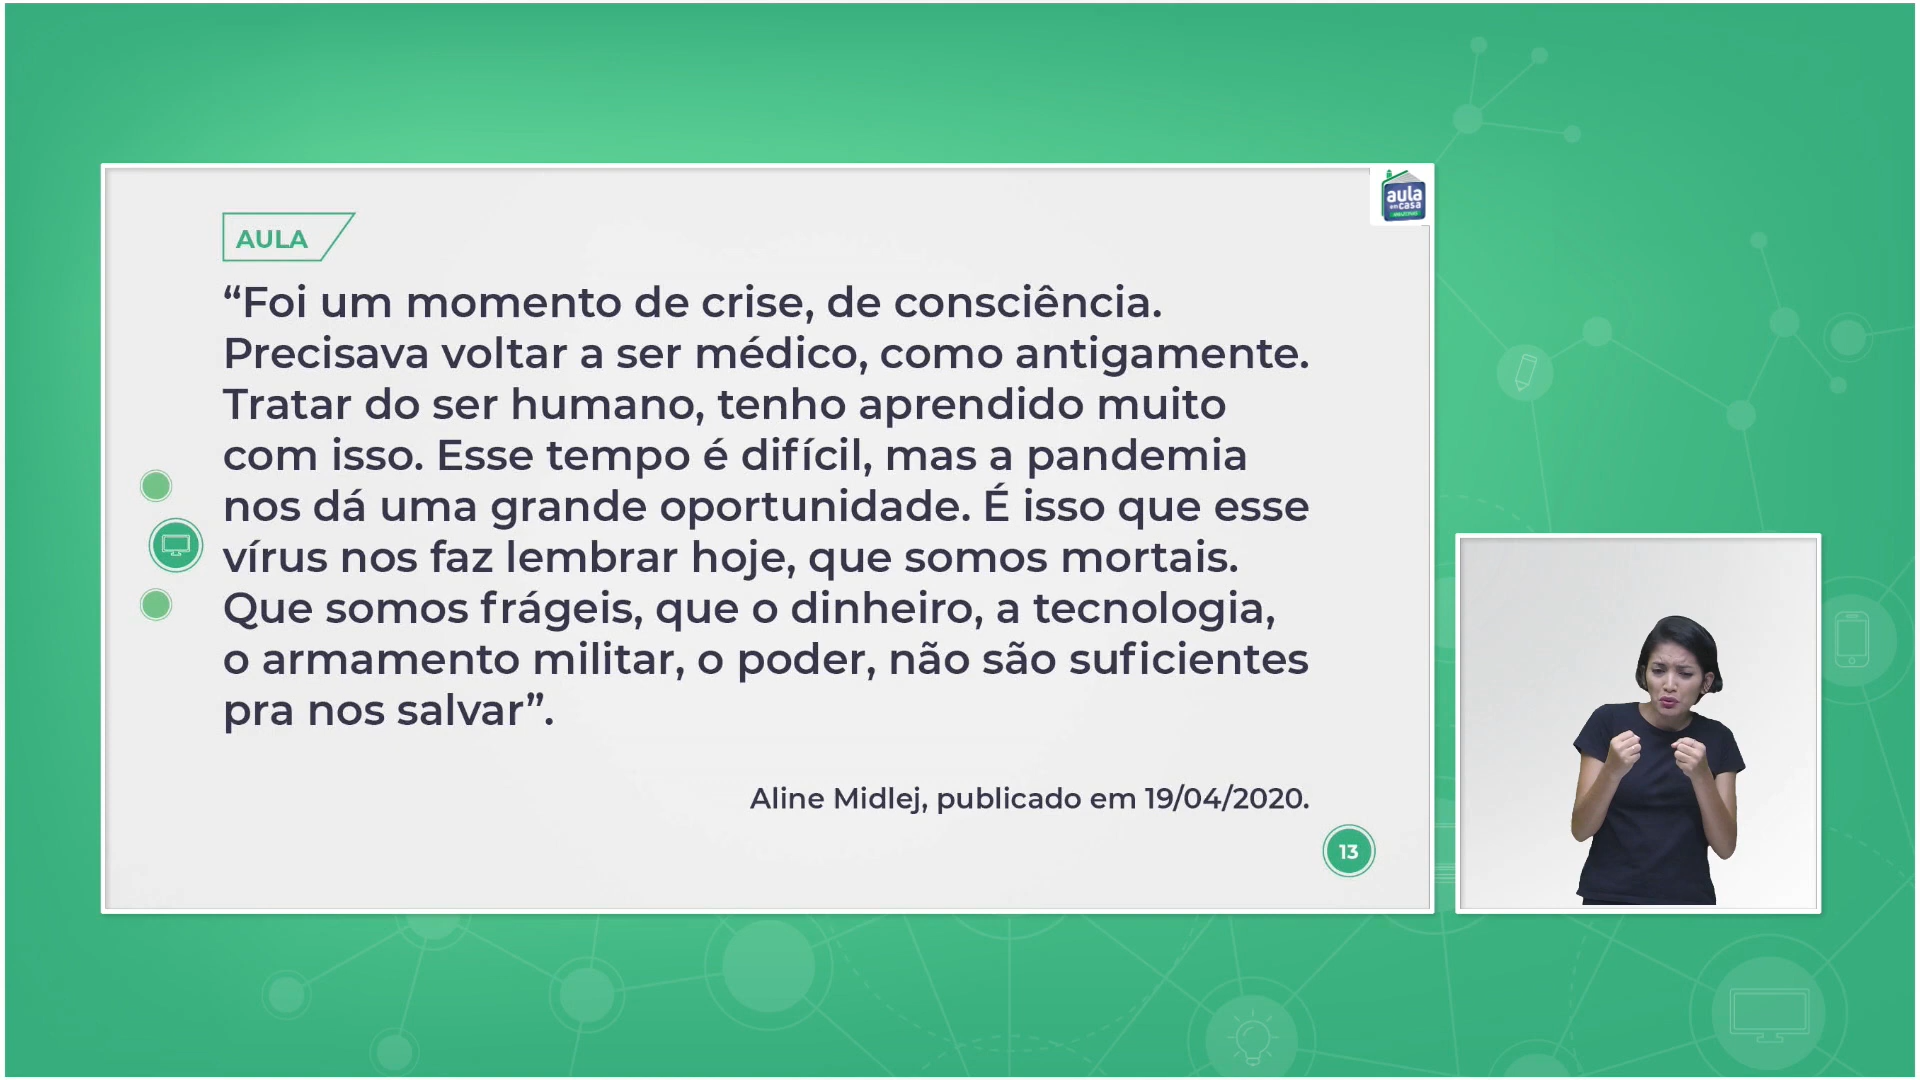 AULA
“Foi um momento de crise, de consciência.
Precisava voltar a ser médico, como antigamente.
Tratar do ser humano, tenho aprendido muito
com isso. Esse tempo é difícil, mas a pandemia
nos dá uma grande oportunidade. É isso que esse
vírus nos faz lembrar hoje, que somos mortais.
Que somos frágeis, que o dinheiro, a tecnologia,
o armamento militar, o poder, não são suficientes
pra nos salvar”.
Aline Midlej, publicado em 19/04/2020.
13
aula
em casa